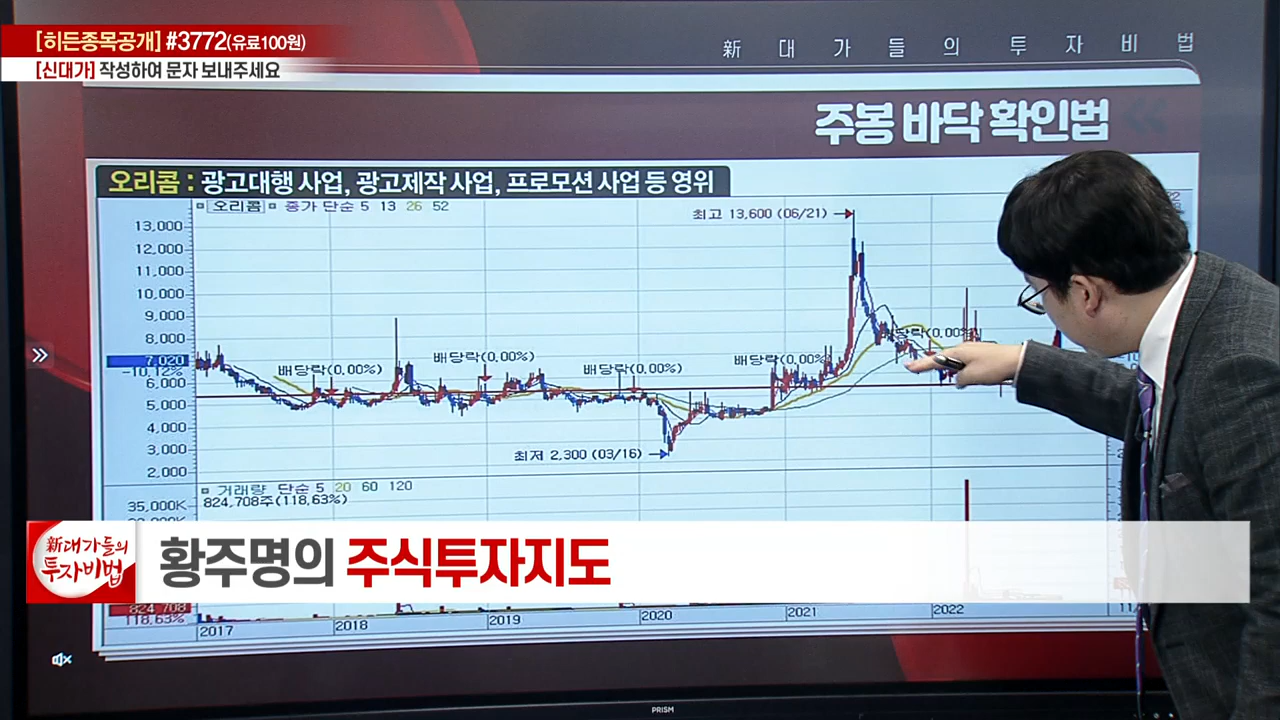 [히든종목공개] #3772(유료100원)
[신대가] 작성하여 문자 보내주세요
新 대 가 들 의 투 자 비 법
주봉 바닥 확인법
오리콤 : 광고대행 사업, 광고제작 사업, 프로모션 사업 등 영위
오리콤 종가 단순 5 13 26 52
최고 13,600 (06/21)
13,000
12,000
11,000
10,000
9,000
8,000
7,020
-10,12%
6,000
5,000
4,000
3,000
2,000
배당락(0.00%)
배당락(0.00%)
배당락(0.00%)
배당락(0.00%)
배당락(0.00%)
최저 2,300 (03/16)
거래량 단순 5 20 60 120
824,708주(118,63%)
35,000K
新대가들의
투자비법
황주명의 주식투자지도
824,708
118,63%
2017 2018 2019 2020 2021 2022
PRISM